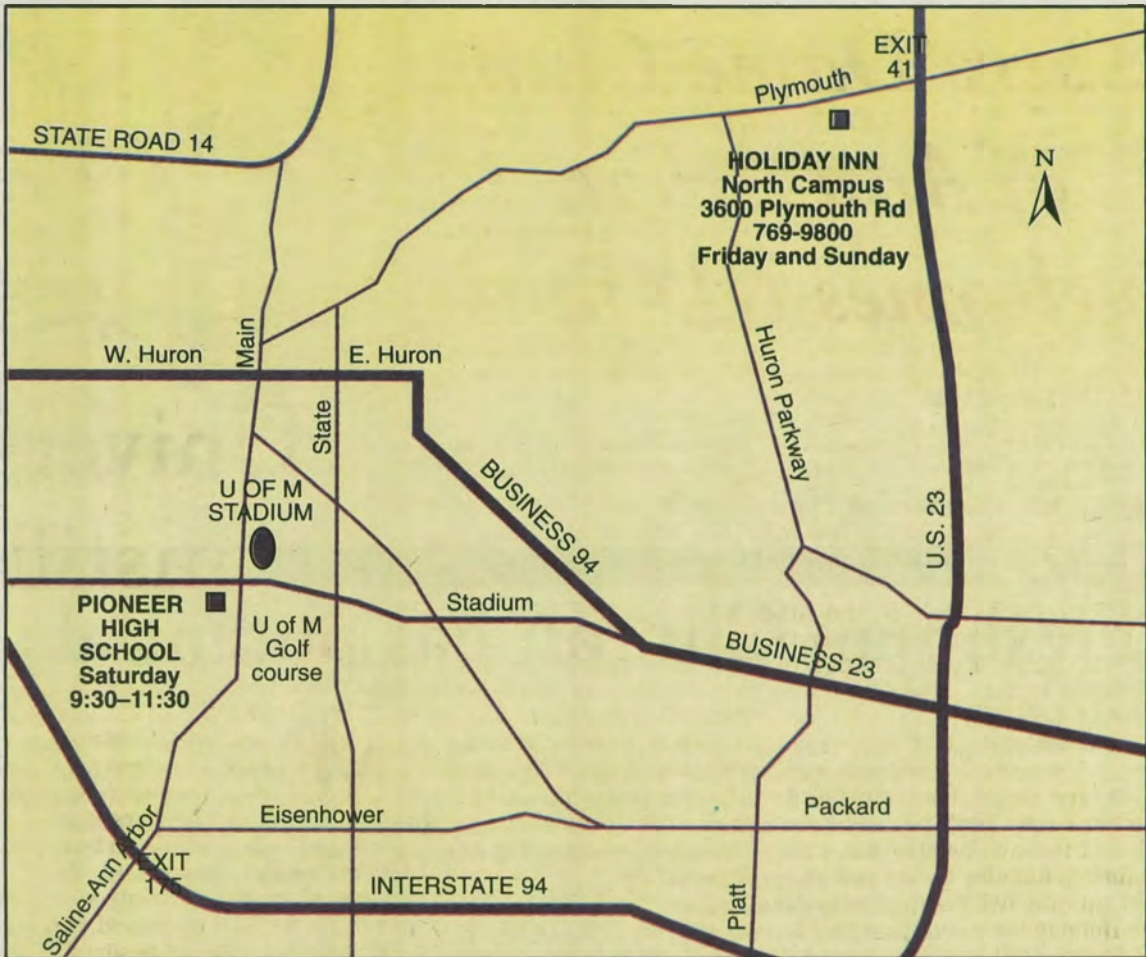 EXIT
41
Plymouth
STATE ROAD 14
HOLIDAY INN
North Campus
3600 Plymouth Rd
769-9800
Friday and Sunday
N
W. Huron
Main
E. Huron
State
Huron Parkway
U.S. 23
BUSINESS 94
U OF M
STADIUM
Stadium
PIONEER
HIGH
SCHOOL
Saturday
9:30–11:30
U of M
Golf
course
BUSINESS 23
Eisenhower
Packard
Saline-Ann Arbor
EXIT
175
INTERSTATE 94
Platt